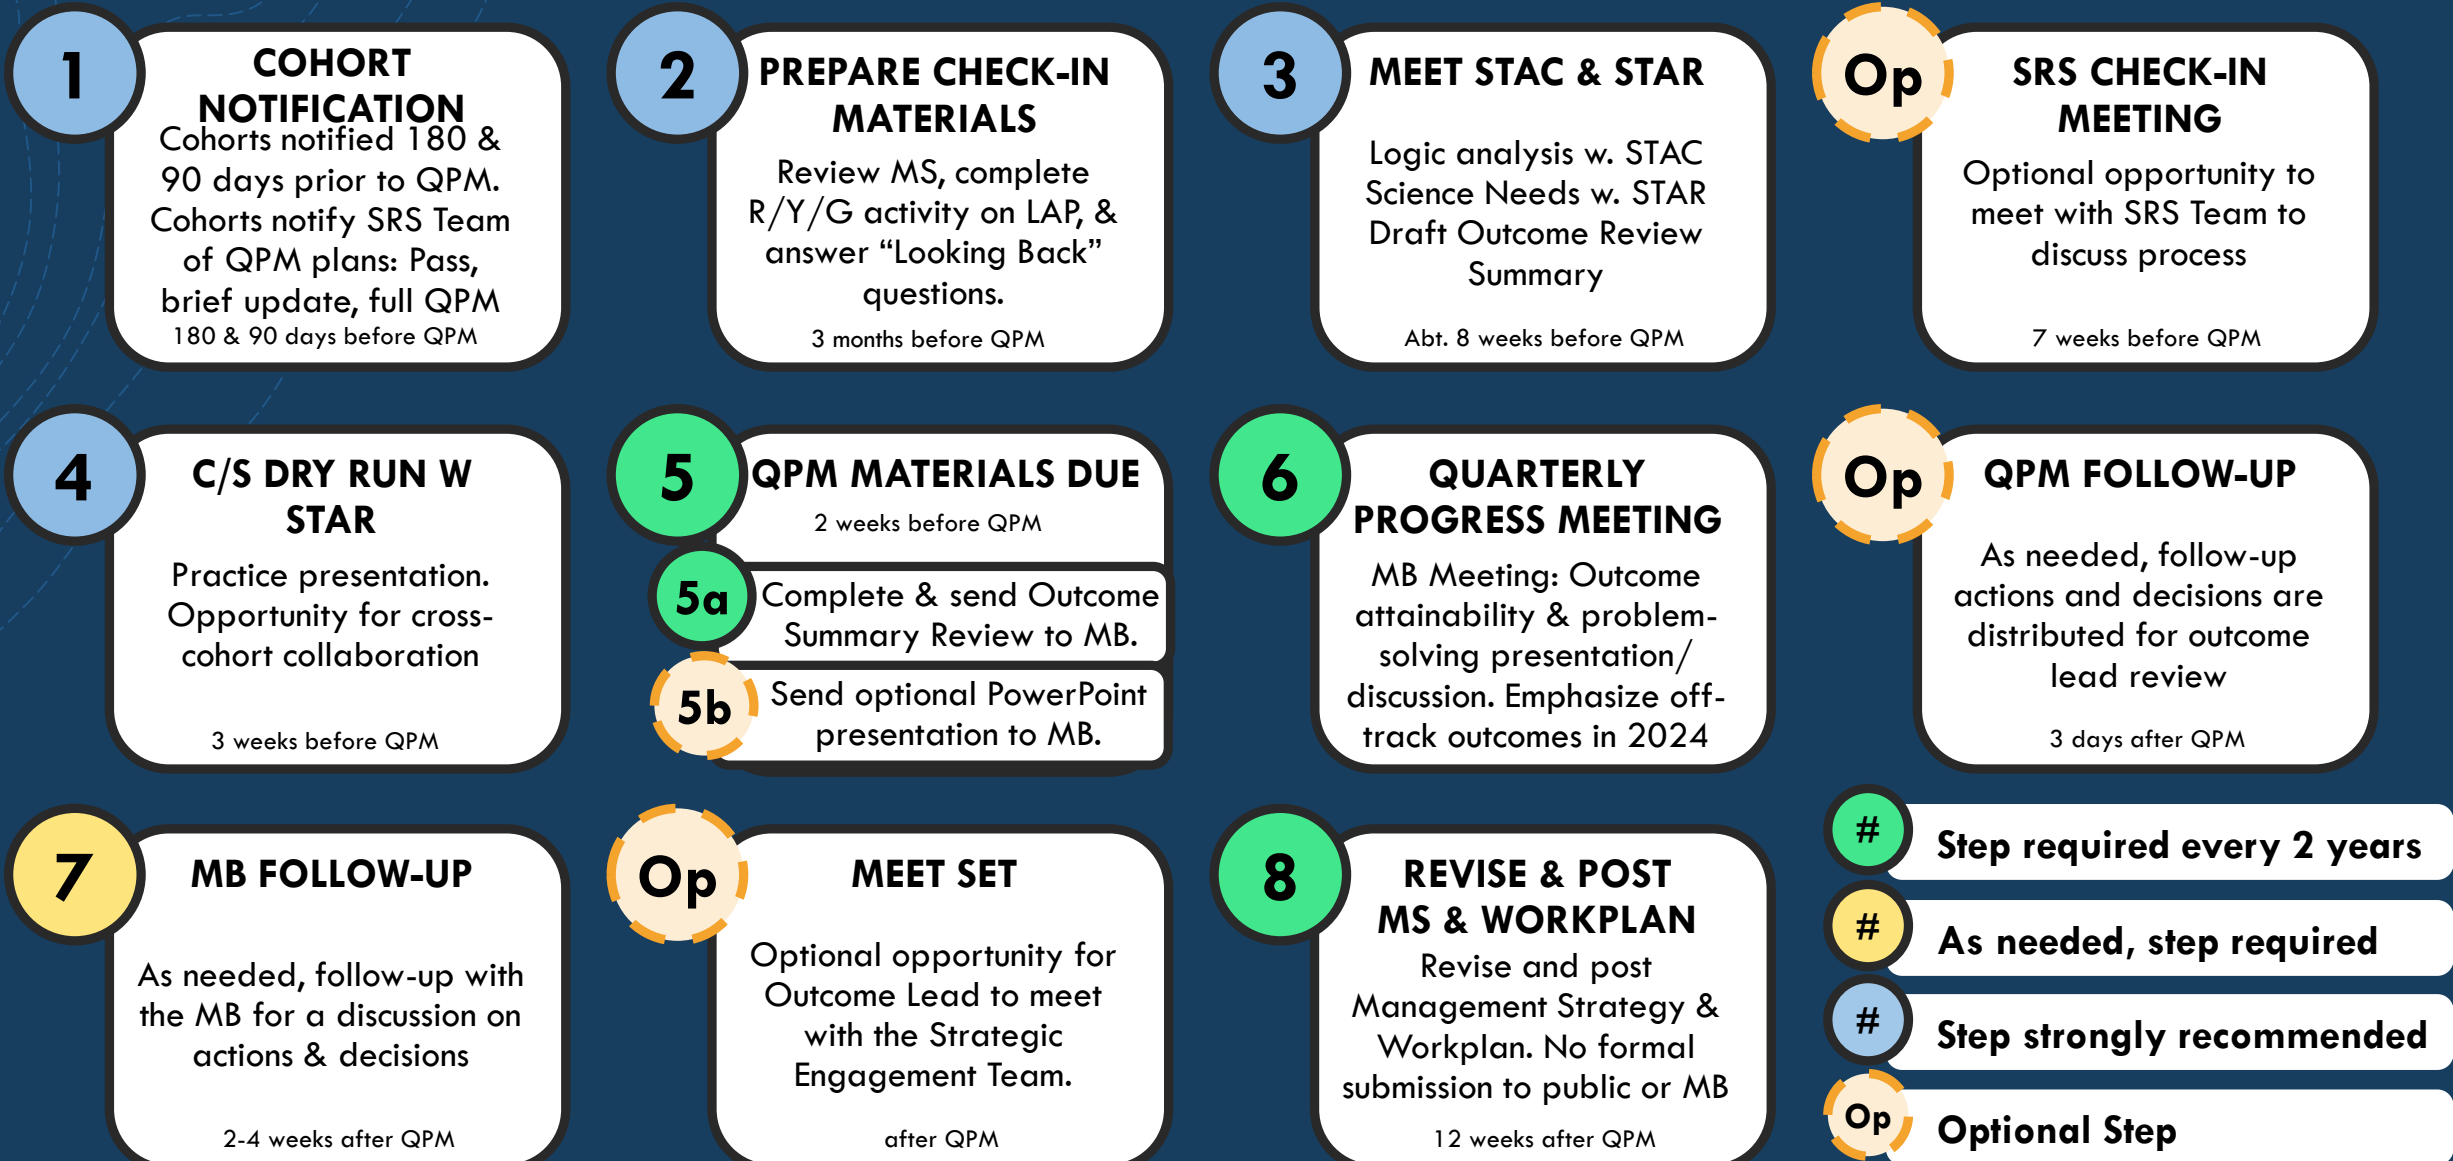 1
COHORT
NOTIFICATION
Cohorts notified 180 &
90 days prior to QPM.
Cohorts notify SRS Team
of QPM plans: Pass,
brief update, full QPM
180 & 90 days before QPM
2
PREPARE CHECK-IN
MATERIALS
Review MS, complete
R/Y/G activity on LAP, &
answer “Looking Back”
questions.
3 months before QPM
3
MEET STAC & STAR
Logic analysis w. STAC
Science Needs w. STAR
Draft Outcome Review
Summary
Abt. 8 weeks before QPM
Op
SRS CHECK-IN
MEETING
Optional opportunity to
meet with SRS Team to
discuss process
7 weeks before QPM
4
C/S DRY RUN W
STAR
Practice presentation.
Opportunity for cross-
cohort collaboration
3 weeks before QPM
5
QPM MATERIALS DUE
2 weeks before QPM
5a
Complete & send Outcome
Summary Review to MB.
5b
Send optional PowerPoint
presentation to MB.
6
QUARTERLY
PROGRESS MEETING
MB Meeting: Outcome
attainability & problem-
solving presentation/
discussion. Emphasize off-
track outcomes in 2024
Op
QPM FOLLOW-UP
As needed, follow-up
actions and decisions are
distributed for outcome
lead review
3 days after QPM
7
MB FOLLOW-UP
As needed, follow-up with
the MB for a discussion on
actions & decisions
2-4 weeks after QPM
Op
MEET SET
Optional opportunity for
Outcome Lead to meet
with the Strategic
Engagement Team.
after QPM
8
REVISE & POST
MS & WORKPLAN
Revise and post
Management Strategy &
Workplan. No formal
submission to public or MB
12 weeks after QPM
# Step required every 2 years
# As needed, step required
# Step strongly recommended
Op Optional Step